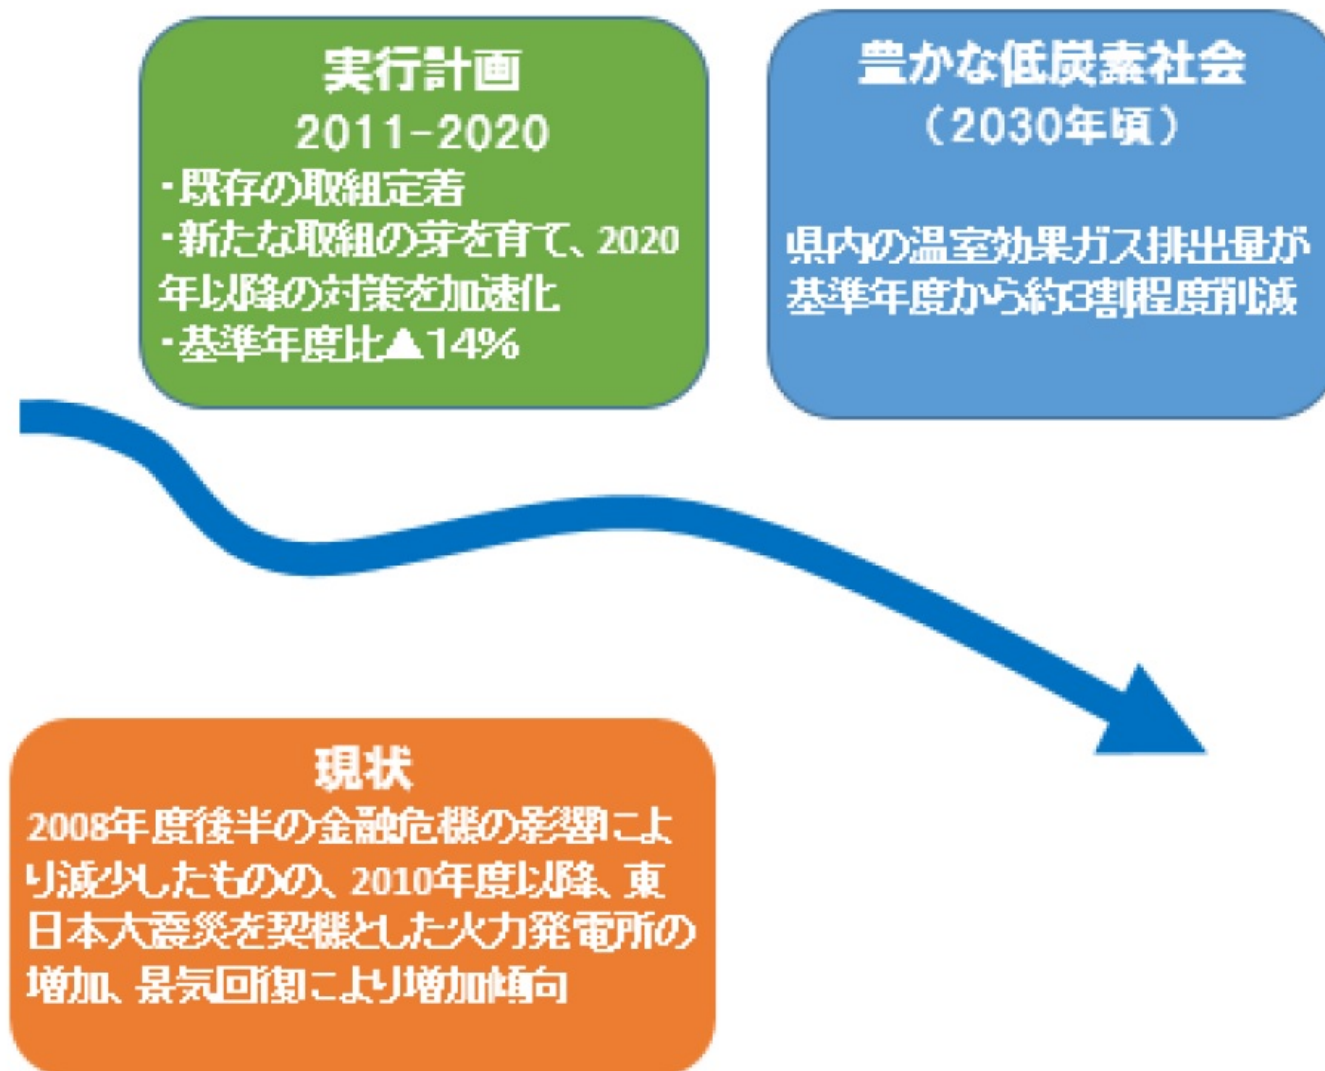 実行計画
2011-2020
・既存の取組定着
・新たな取組の芽を育て、2020
年以降の対策を加速化
・基準年度比▲14%
豊かな低炭素社会
（2030年頃）
県内の温室効果ガス排出量が
基準年度から約3割程度削減
現状
2008年度後半の金融危機の影響によ
り減少したものの、2010年度以降、東
日本大震災を契機とした火力発電所の
増加、景気回復により増加傾向